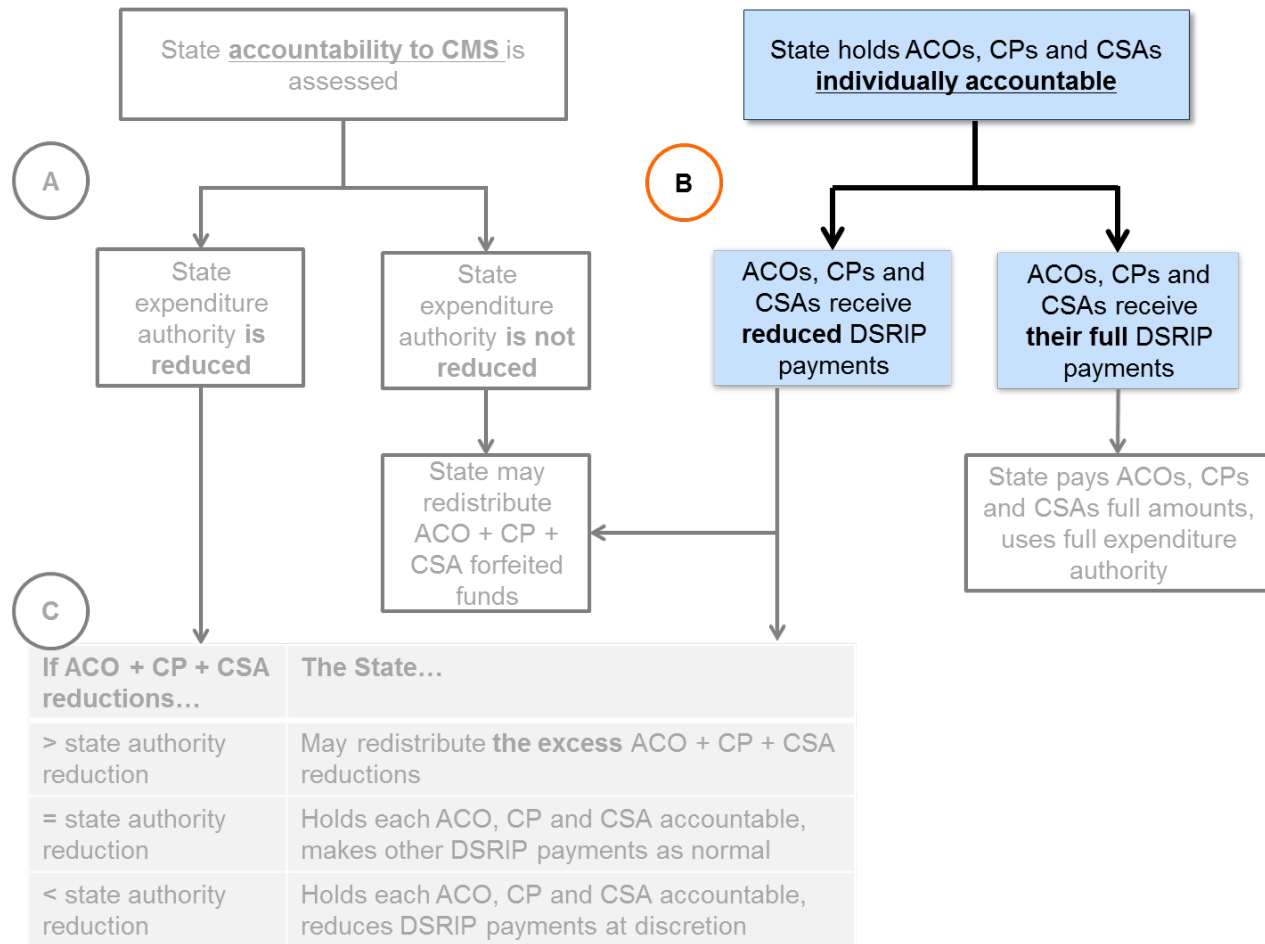 State accountability to CMS is
assessed
State holds ACOs, CPs and CSAs
individually accountable
A
B
State
expenditure
authority is
reduced
State
expenditure
authority is not
reduced
ACOs, CPs and
CSAs receive
reduced DSRIP
payments
ACOs, CPs and
CSAs receive
their full DSRIP
payments
State may
redistribute
ACO + CP +
CSA forfeited
funds
State pays ACOs, CPs
and CSAs full amounts,
uses full expenditure
authority
C
If ACO + CP + CSA
reductions…
The State…
> state authority
reduction
May redistribute the excess ACO + CP + CSA
reductions
= state authority
reduction
Holds each ACO, CP and CSA accountable,
makes other DSRIP payments as normal
< state authority
reduction
Holds each ACO, CP and CSA accountable,
reduces DSRIP payments at discretion